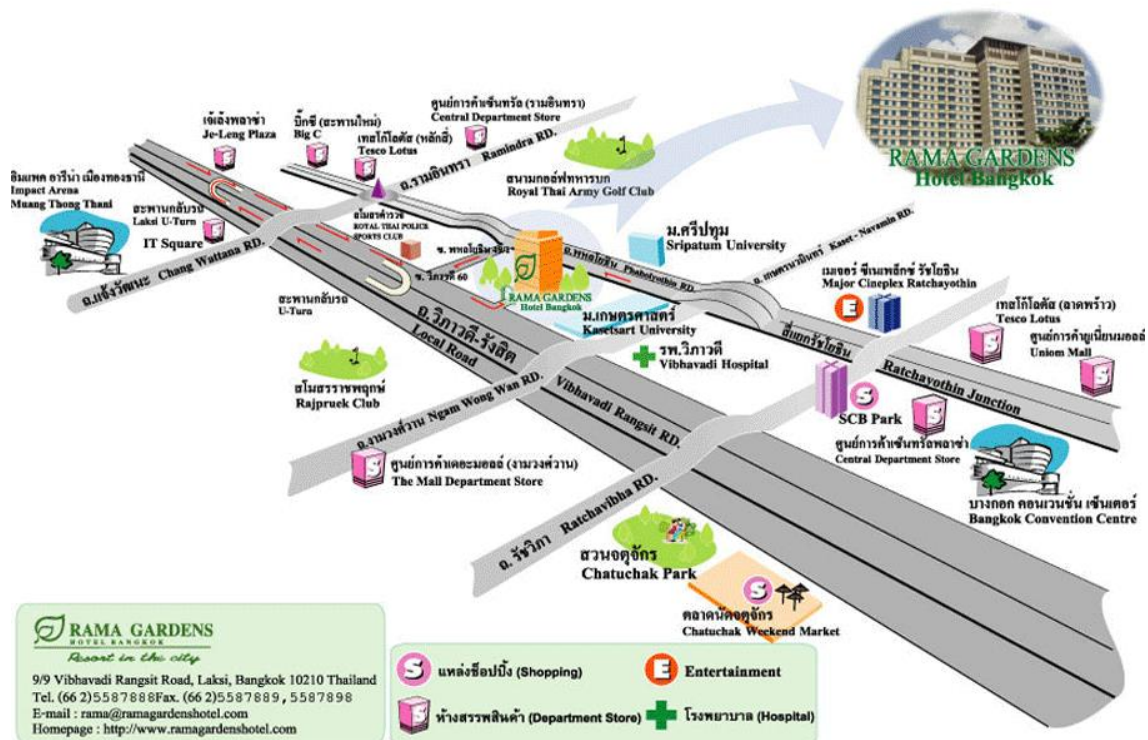 RAMA GARDENS
Hotel Bangkok
เจ้เล้งพลาซ่า
Je-Leng Plaza
บิ๊กซี (สะพานใหม่)
Big C
เทสโก้โลตัส (หลักสี่)
Tesco Lotus
ศูนย์การค้าเซ็นทรัล (รามอินทรา)
Central Department Store
ถ.รามอินทรา Ramindra RD.
สนามกอล์ฟทหารบก
Royal Thai Army Golf Club
อิมแพค อารีน่า เมืองทองธานี
Impact Arena
Muang Thong Thani
สะพานกลับรถ
Laksi U-Turn
IT Square
สโมสรตำรวจ
ROYAL THAI POLICE
SPORTS CLUB
ถ.แจ้งวัฒนะ Chang Wattana RD.
ซ. วิภาวดี 60
RAMA GARDENS
Hotel Bangkok
ถ.พหลโยธิน Phaholyothin RD.
ม.ศรีปทุม
Sripatum University
ถ.เกษตรนวมินทร์ Kaset - Navamin RD.
เมเจอร์ ซีเนเพล็กซ์ รัชโยธิน
Major Cineplex Ratchayothin
E
เทสโก้โลตัส (ลาดพร้าว)
Tesco Lotus
ศูนย์การค้ายูเนี่ยนมอลล์
Uniom Mall
สะพานกลับรถ
U-Turn
ถ.วิภาวดี-รังสิต
Local Road
Vibhavadi Rangsit RD.
ม.เกษตรศาสตร์
Kasetsart University
รพ.วิภาวดี
Vibhavadi Hospital
สี่แยกรัชโยธิน
Ratchayothin Junction
สโมสรราชพฤกษ์
Rajpruek Club
ถ.งามวงศ์วาน Ngam Wong Wan RD.
S
SCB Park
ศูนย์การค้าเซ็นทรัลพลาซ่า
Central Department Store
ศูนย์การค้าเดอะมอลล์ (งามวงศ์วาน)
The Mall Department Store
ถ. รัชวิภา Ratchavibha RD.
บางกอก คอนเวนชั่น เซ็นเตอร์
Bangkok Convention Centre
สวนจตุจักร
Chatuchak Park
S
ตลาดนัดจตุจักร
Chatuchak Weekend Market
RAMA GARDENS
HOTEL BANGKOK
Resort in the city
9/9 Vibhavadi Rangsit Road, Laksi, Bangkok 10210 Thailand
Tel. (66 2)5587888Fax. (66 2)5587889, 5587898
E-mail : rama@ramagardenshotel.com
Homepage : http://www.ramagardenshotel.com
S แหล่งช็อปปิ้ง (Shopping)
E Entertainment
S ห้างสรรพสินค้า (Department Store)
โรงพยาบาล (Hospital)